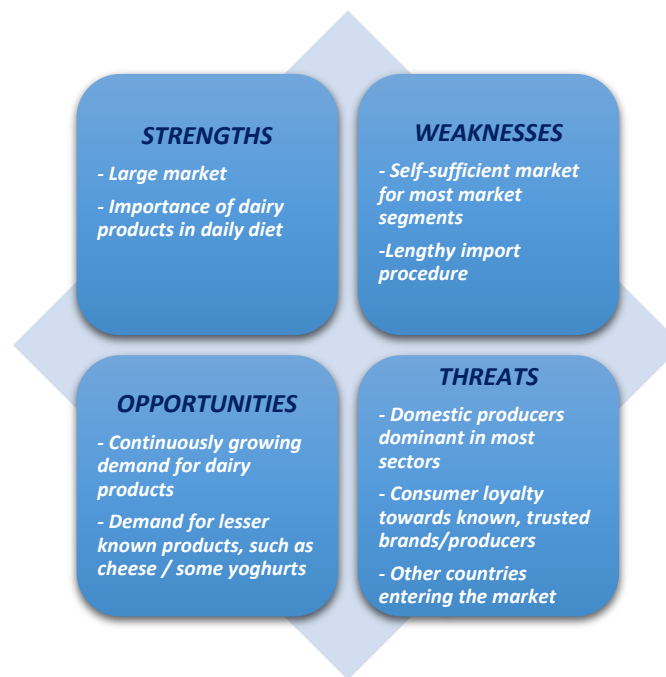 STRENGTHS
- Large market
- Importance of dairy
products in daily diet
WEAKNESSES
- Self-sufficient market
for most market
segments
-Lengthy import
procedure
OPPORTUNITIES
- Continuously growing
demand for dairy
products
- Demand for lesser
known products, such as
cheese / some yoghurts
THREATS
- Domestic producers
dominant in most
sectors
- Consumer loyalty
towards known, trusted
brands/producers
- Other countries
entering the market